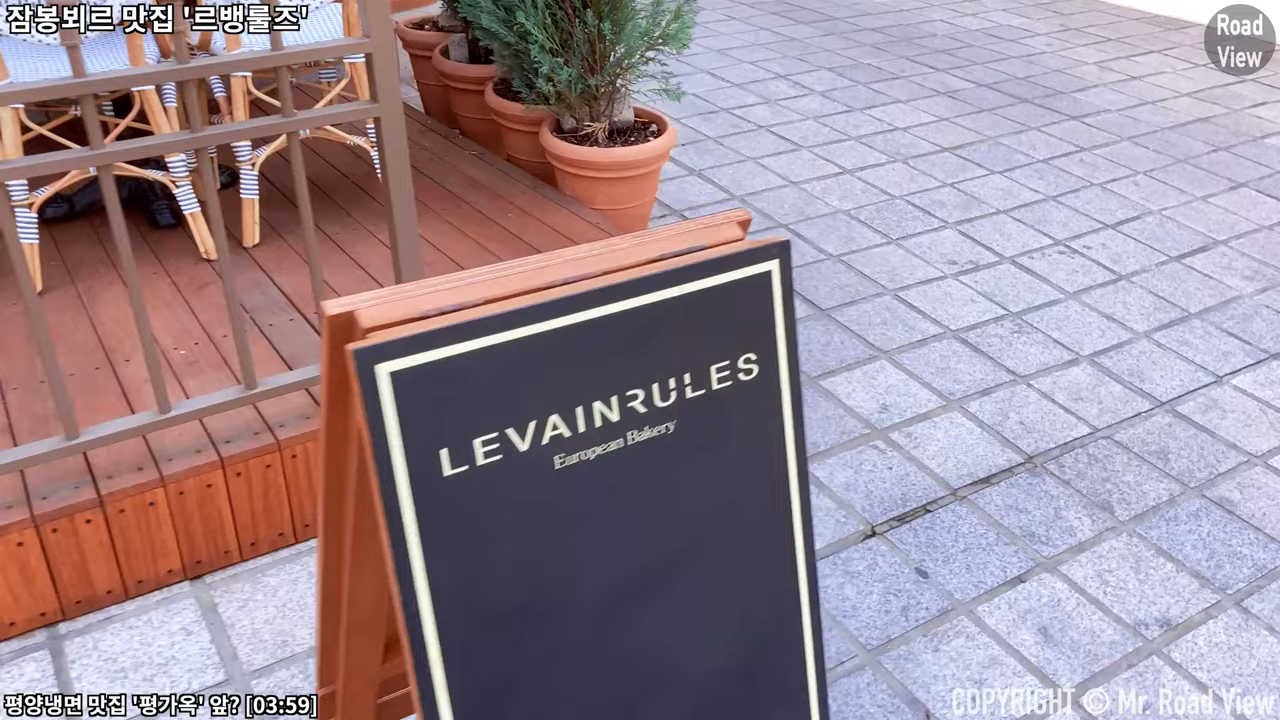 잠봉뵈르 맛집 '르뱅룰즈'
Road
View
LEVAINRULES
European Bakery
평양냉면 맛집 '평가옥' 앞? [03:59]
COPYRIGHT © Mr. Road View